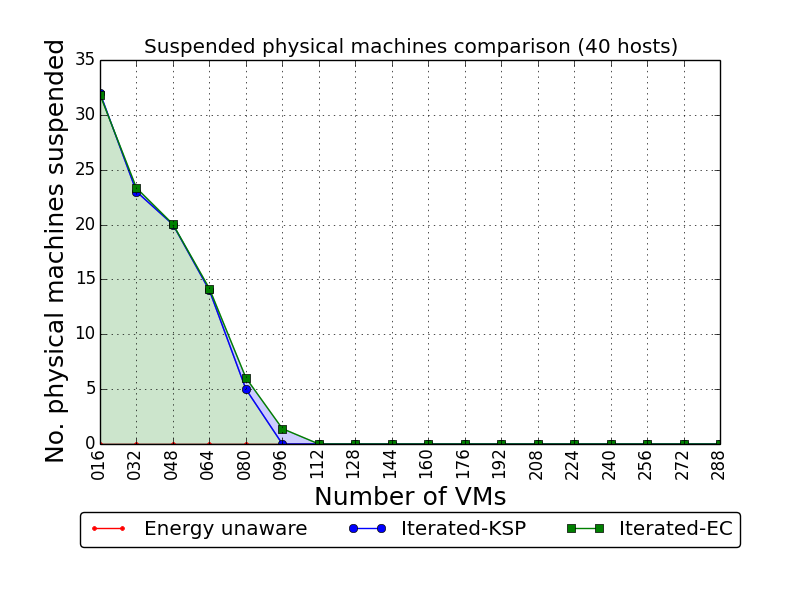 Suspended physical machines comparison (40 hosts)
No. physical machines suspended
35
30
25
20
15
10
5
0
016 032 048 064 080 096 112 128 144 160 176 192 208 224 240 256 272 288
Number of VMs
Energy unaware Iterated-KSP Iterated-EC